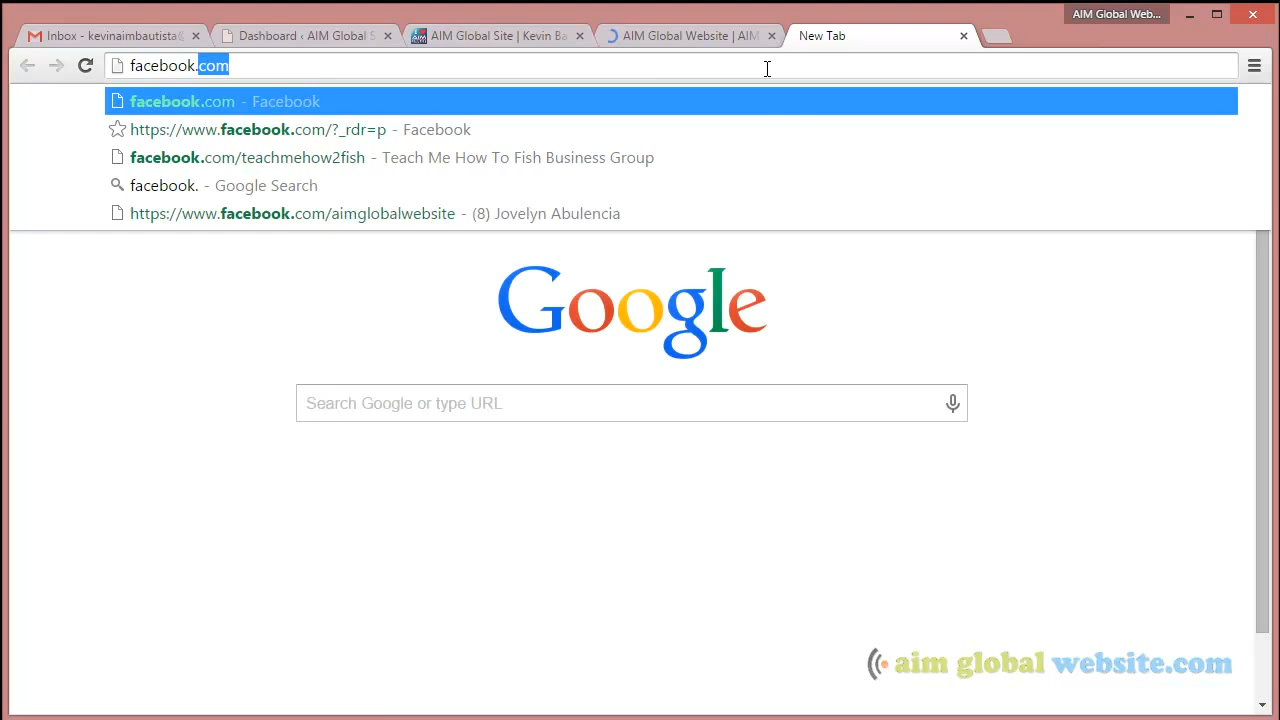 AIM Global Web...
Inbox - kevinaimbautista@
Dashboard ‹ AIM Global S
AIM Global Site | Kevin Ba
AIM Global Website | AIM
New Tab
facebook.com
facebook.com - Facebook
https://www.facebook.com/?_rdr=p - Facebook
facebook.com/teachmehow2fish - Teach Me How To Fish Business Group
facebook. - Google Search
https://www.facebook.com/aimglobalwebsite - (8) Jovelyn Abulencia
Google
Search Google or type URL
aim global website.com